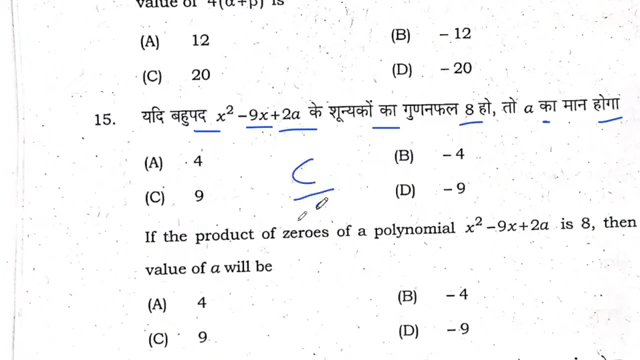 value of 4(α+β) is
(A) 12 (B) − 12
(C) 20 (D) − 20
15. यदि बहुपद x² − 9x + 2a के शून्यकों का गुणनफल 8 हो, तो a का मान होगा
(A) 4 (B) − 4
(C) 9 (D) − 9
C
If the product of zeroes of a polynomial x² − 9x + 2a is 8, then
value of a will be
(A) 4 (B) − 4
(C) 9 (D) − 9